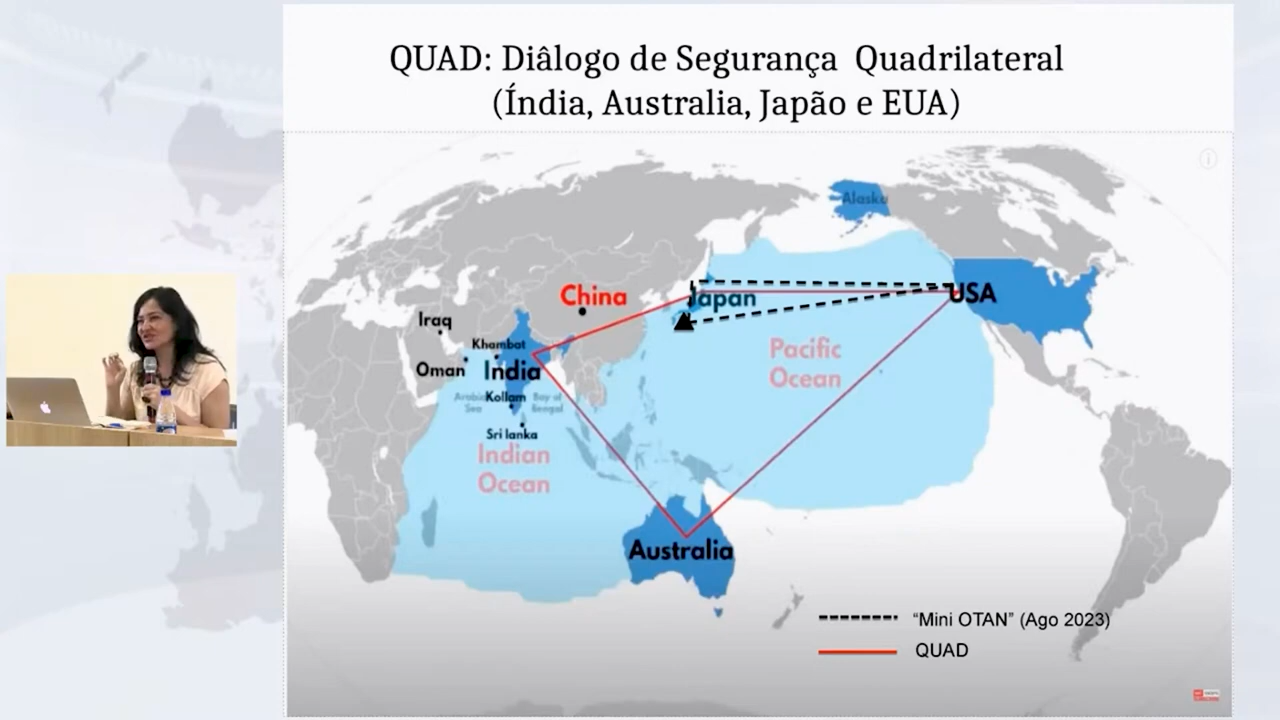 QUAD: Diâlogo de Segurança Quadrilateral
(Índia, Australia, Japão e EUA)
Alaska
China
Japan
USA
Iraq
Khambat
Pacific
Ocean
Oman
India
Arabian
Sea
Kollam
Bay of
Bengal
Sri lanka
Indian
Ocean
Australia
“Mini OTAN” (Ago 2023)
QUAD